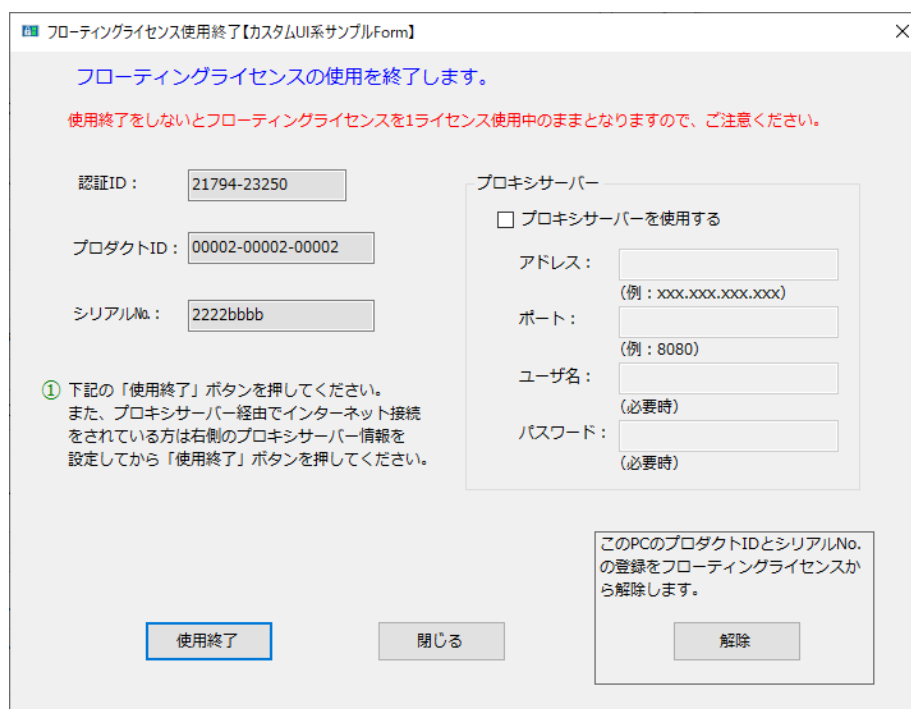 フローティングライセンス使用終了【カスタムUI系サンプルForm】
フローティングライセンスの使用を終了します。
使用終了をしないとフローティングライセンスを1ライセンス使用中のままとなりますので、ご注意ください。
認証ID：
21794-23250
プロダクトID：
00002-00002-00002
シリアル№：
2222bbbb
① 下記の「使用終了」ボタンを押してください。
また、プロキシサーバー経由でインターネット接続
をされている方は右側のプロキシサーバー情報を
設定してから「使用終了」ボタンを押してください。
プロキシサーバー
プロキシサーバーを使用する
アドレス：
(例：xxx.xxx.xxx.xxx)
ポート：
(例：8080)
ユーザ名：
(必要時)
パスワード：
(必要時)
このPCのプロダクトIDとシリアルNo.
の登録をフローティングライセンスか
ら解除します。
使用終了
閉じる
解除